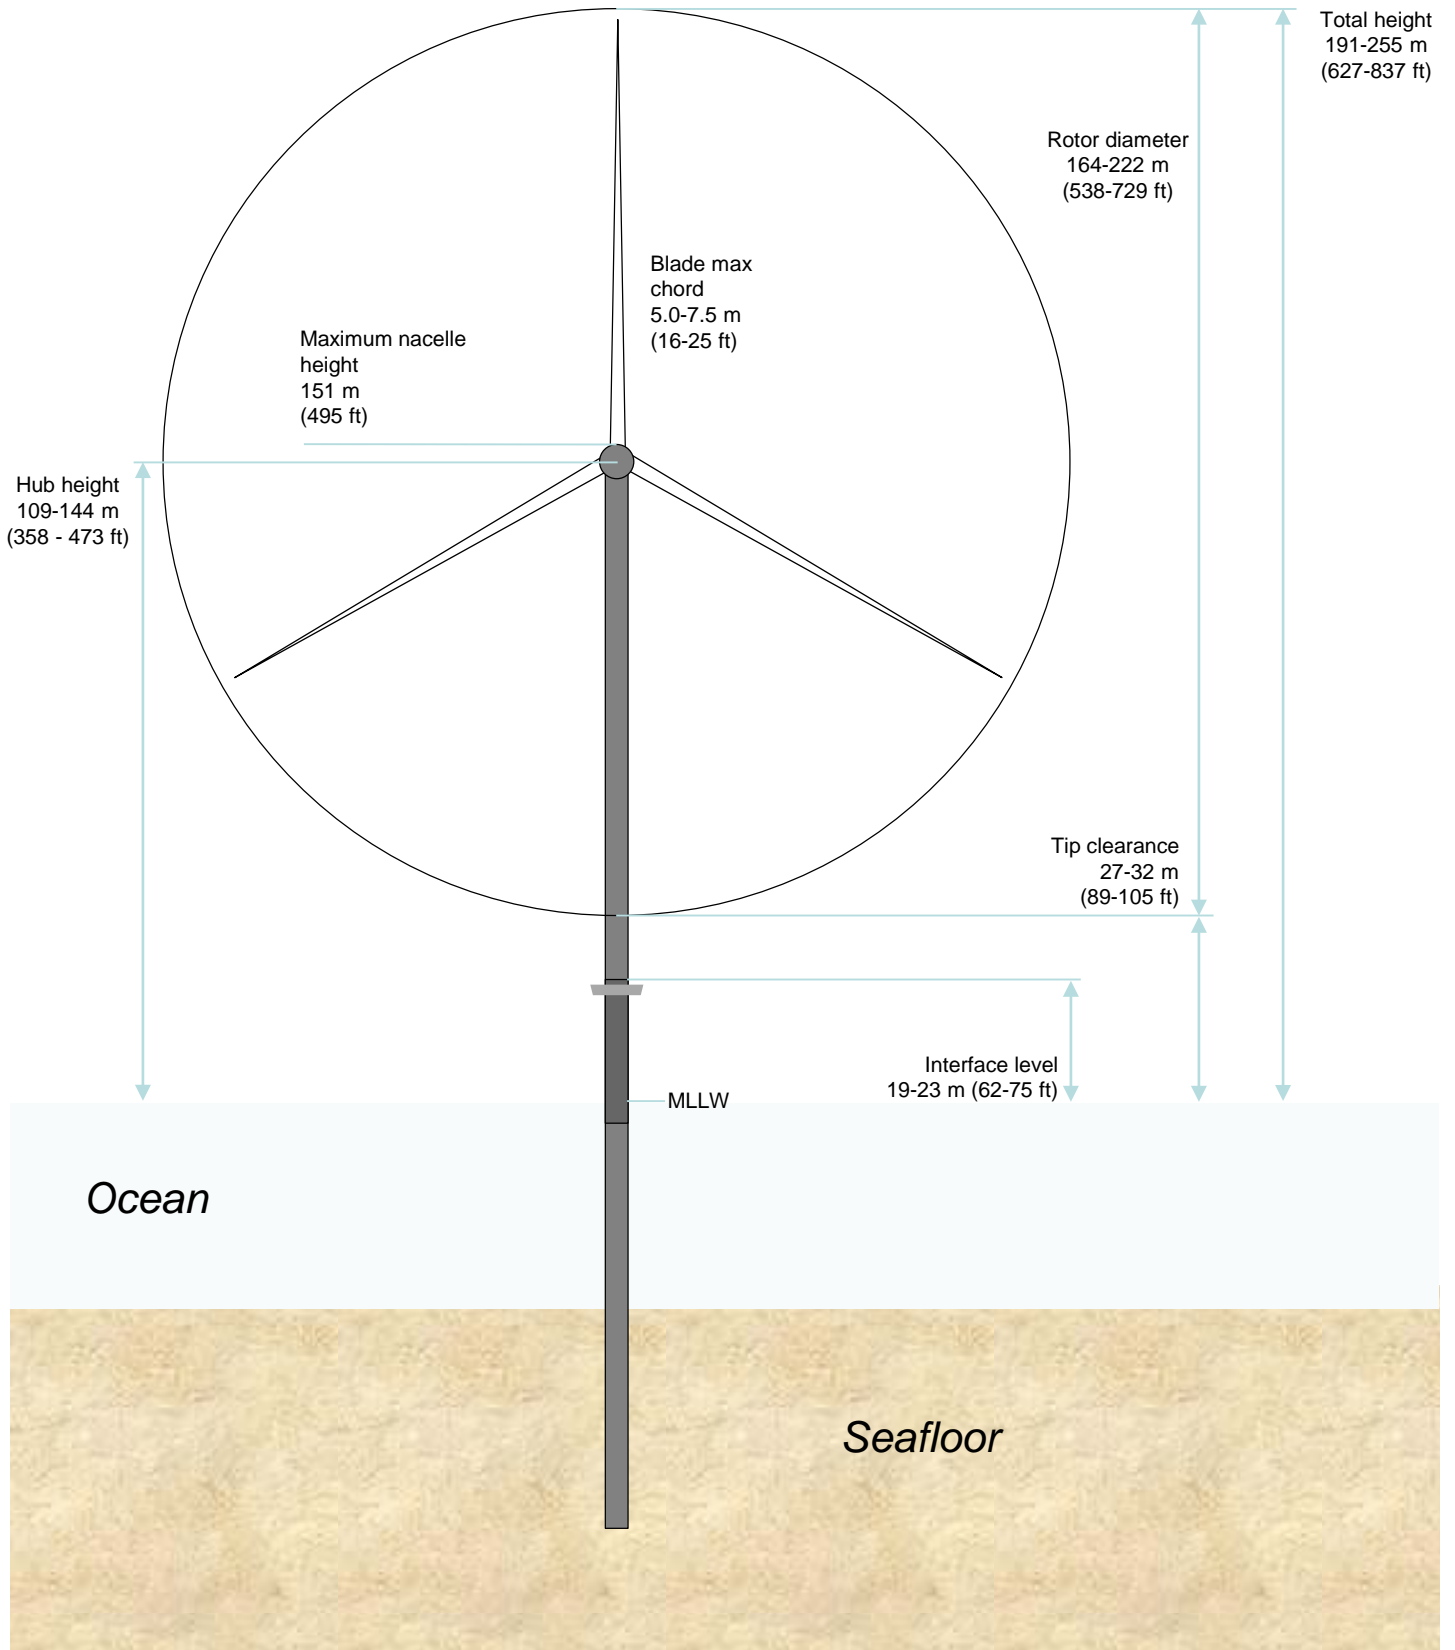 Total height
191-255 m
(627-837 ft)
Rotor diameter
164-222 m
(538-729 ft)
Blade max
chord
5.0-7.5 m
(16-25 ft)
Maximum nacelle
height
151 m
(495 ft)
Hub height
109-144 m
(358 - 473 ft)
Tip clearance
27-32 m
(89-105 ft)
Interface level
19-23 m (62-75 ft)
MLLW
Ocean
Seafloor